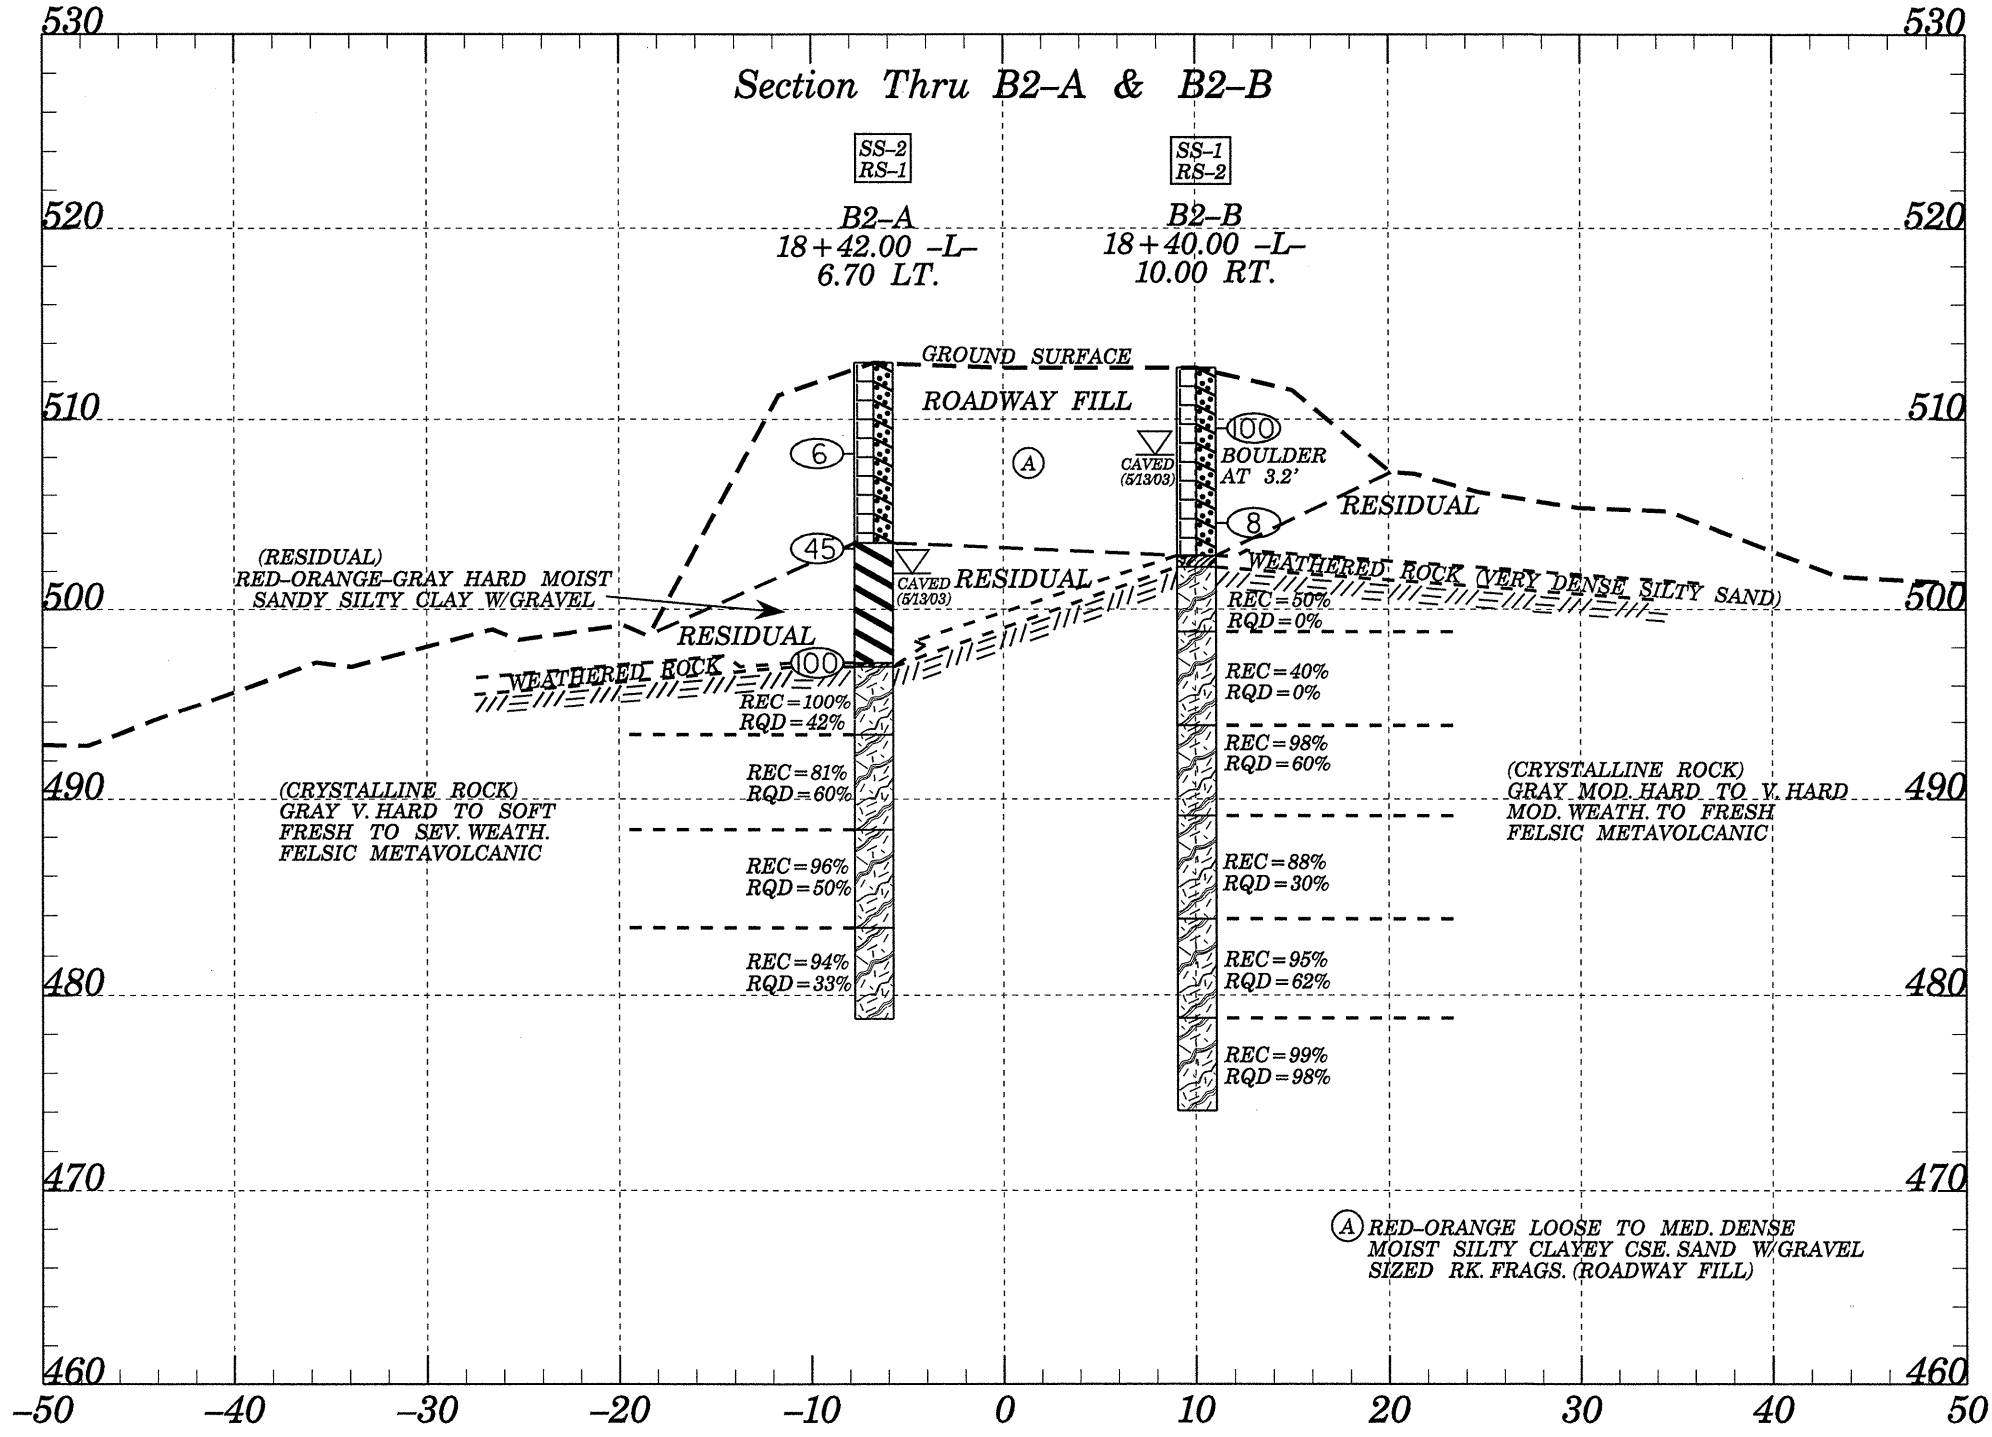 530 530
Section Thru B2-A & B2-B
SS-2
RS-1
SS-1
RS-2
520 520
B2-A
18+42.00 -L-
6.70 LT.
B2-B
18+40.00 -L-
10.00 RT.
GROUND SURFACE
ROADWAY FILL
510 510
6
A
CAVED
(5/13/03)
100
BOULDER
AT 3.2'
RESIDUAL
8
45
(RESIDUAL)
RED-ORANGE-GRAY HARD MOIST
SANDY SILTY CLAY W/GRAVEL
CAVED
(5/13/03)
RESIDUAL
WEATHERED ROCK (VERY DENSE SILTY SAND)
500 500
REC=50%
RQD=0%
RESIDUAL
100
WEATHERED ROCK
REC=100%
RQD=42%
REC=40%
RQD=0%
REC=81%
RQD=60%
REC=98%
RQD=60%
490 490
(CRYSTALLINE ROCK)
GRAY V. HARD TO SOFT
FRESH TO SEV. WEATH.
FELSIC METAVOLCANIC
(CRYSTALLINE ROCK)
GRAY MOD. HARD TO V. HARD
MOD. WEATH. TO FRESH
FELSIC METAVOLCANIC
REC=96%
RQD=50%
REC=88%
RQD=30%
REC=94%
RQD=33%
REC=95%
RQD=62%
480 480
REC=99%
RQD=98%
470 470
A RED-ORANGE LOOSE TO MED. DENSE
MOIST SILTY CLAYEY CSE. SAND W/GRAVEL
SIZED RK. FRAGS. (ROADWAY FILL)
460 460
-50 -40 -30 -20 -10 0 10 20 30 40 50